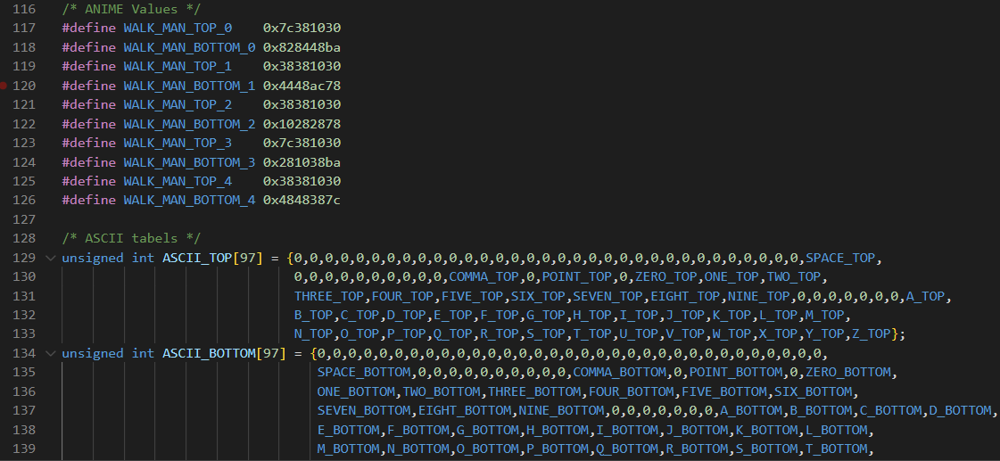 116 /* ANIME Values */
117 #define WALK_MAN_TOP_0    0x7c381030
118 #define WALK_MAN_BOTTOM_0 0x828448ba
119 #define WALK_MAN_TOP_1    0x38381030
120 #define WALK_MAN_BOTTOM_1 0x4448ac78
121 #define WALK_MAN_TOP_2    0x38381030
122 #define WALK_MAN_BOTTOM_2 0x10282878
123 #define WALK_MAN_TOP_3    0x7c381030
124 #define WALK_MAN_BOTTOM_3 0x281038ba
125 #define WALK_MAN_TOP_4    0x38381030
126 #define WALK_MAN_BOTTOM_4 0x4848387c
127
128 /* ASCII tabels */
129 unsigned int ASCII_TOP[97] = {0,0,0,0,0,0,0,0,0,0,0,0,0,0,0,0,0,0,0,0,0,0,0,0,0,0,0,0,0,0,0,0,0,SPACE_TOP,
130 0,0,0,0,0,0,0,0,0,0,COMMA_TOP,0,POINT_TOP,0,ZERO_TOP,ONE_TOP,TWO_TOP,
131 THREE_TOP,FOUR_TOP,FIVE_TOP,SIX_TOP,SEVEN_TOP,EIGHT_TOP,NINE_TOP,0,0,0,0,0,0,0,A_TOP,
132 B_TOP,C_TOP,D_TOP,E_TOP,F_TOP,G_TOP,H_TOP,I_TOP,J_TOP,K_TOP,L_TOP,M_TOP,
133 N_TOP,O_TOP,P_TOP,Q_TOP,R_TOP,S_TOP,T_TOP,U_TOP,V_TOP,W_TOP,X_TOP,Y_TOP,Z_TOP};
134 unsigned int ASCII_BOTTOM[97] = {0,0,0,0,0,0,0,0,0,0,0,0,0,0,0,0,0,0,0,0,0,0,0,0,0,0,0,0,0,0,0,0,0,
135 SPACE_BOTTOM,0,0,0,0,0,0,0,0,0,0,COMMA_BOTTOM,0,POINT_BOTTOM,0,ZERO_BOTTOM,
136 ONE_BOTTOM,TWO_BOTTOM,THREE_BOTTOM,FOUR_BOTTOM,FIVE_BOTTOM,SIX_BOTTOM,
137 SEVEN_BOTTOM,EIGHT_BOTTOM,NINE_BOTTOM,0,0,0,0,0,0,0,A_BOTTOM,B_BOTTOM,C_BOTTOM,D_BOTTOM,
138 E_BOTTOM,F_BOTTOM,G_BOTTOM,H_BOTTOM,I_BOTTOM,J_BOTTOM,K_BOTTOM,L_BOTTOM,
139 M_BOTTOM,N_BOTTOM,O_BOTTOM,P_BOTTOM,Q_BOTTOM,R_BOTTOM,S_BOTTOM,T_BOTTOM,